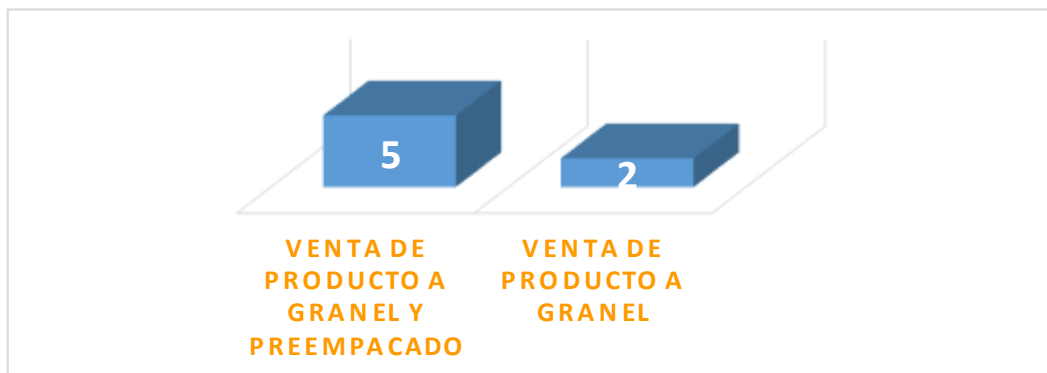 5
2
VENTA DE
PRODUCTO A
GRANEL Y
PREEMPACADO
VENTA DE
PRODUCTO A
GRANEL